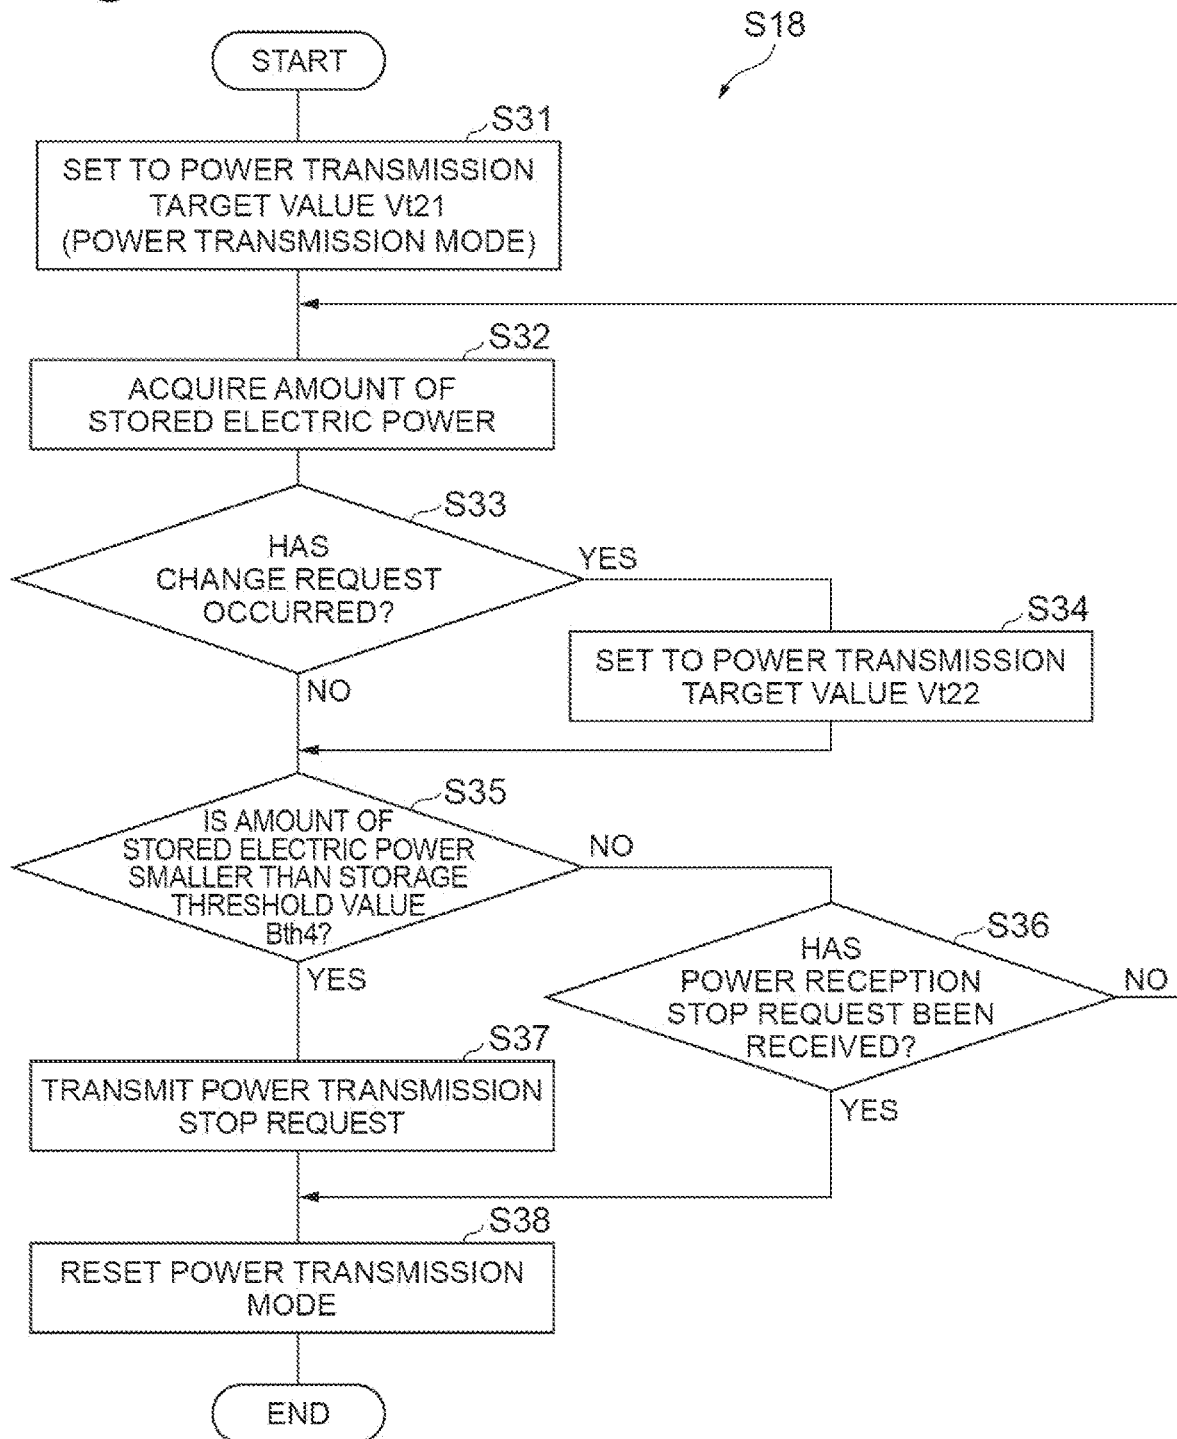 S18
START
S31
SET TO POWER TRANSMISSION
TARGET VALUE Vt21
(POWER TRANSMISSION MODE)
S32
ACQUIRE AMOUNT OF
STORED ELECTRIC POWER
S33
HAS
CHANGE REQUEST
OCCURRED?
YES
NO
S34
SET TO POWER TRANSMISSION
TARGET VALUE Vt22
S35
IS AMOUNT OF
STORED ELECTRIC POWER
SMALLER THAN STORAGE
THRESHOLD VALUE
Bth4?
NO
YES
S36
HAS
POWER RECEPTION
STOP REQUEST BEEN
RECEIVED?
NO
YES
S37
TRANSMIT POWER TRANSMISSION
STOP REQUEST
S38
RESET POWER TRANSMISSION
MODE
END